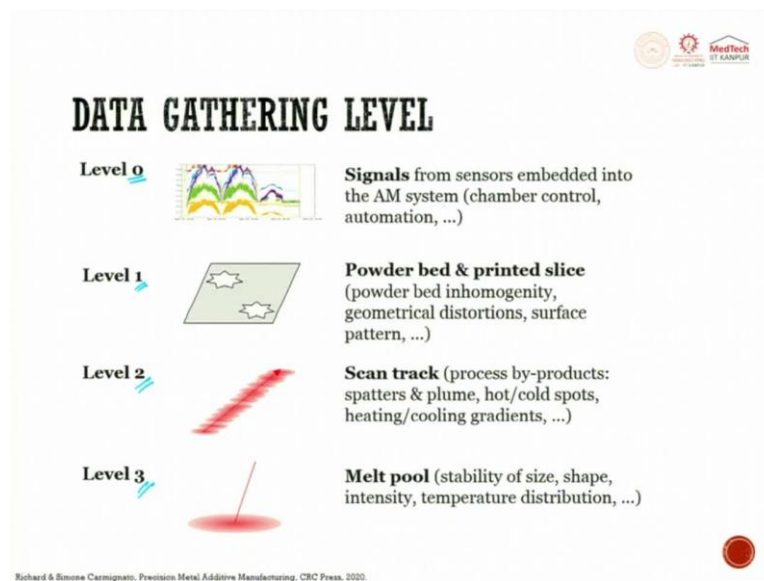 MedTech
IIT KANPUR
DATA GATHERING LEVEL
Level 0
Signals from sensors embedded into
the AM system (chamber control,
automation, ...)
Level 1
Powder bed & printed slice
(powder bed inhomogenity,
geometrical distortions, surface
pattern, ...)
Level 2
Scan track (process by-products:
spatters & plume, hot/cold spots,
heating/cooling gradients, ...)
Level 3
Melt pool (stability of size, shape,
intensity, temperature distribution, ...)
Richard & Simone Carmignato, Precision Metal Additive Manufacturing, CRC Press, 2020.